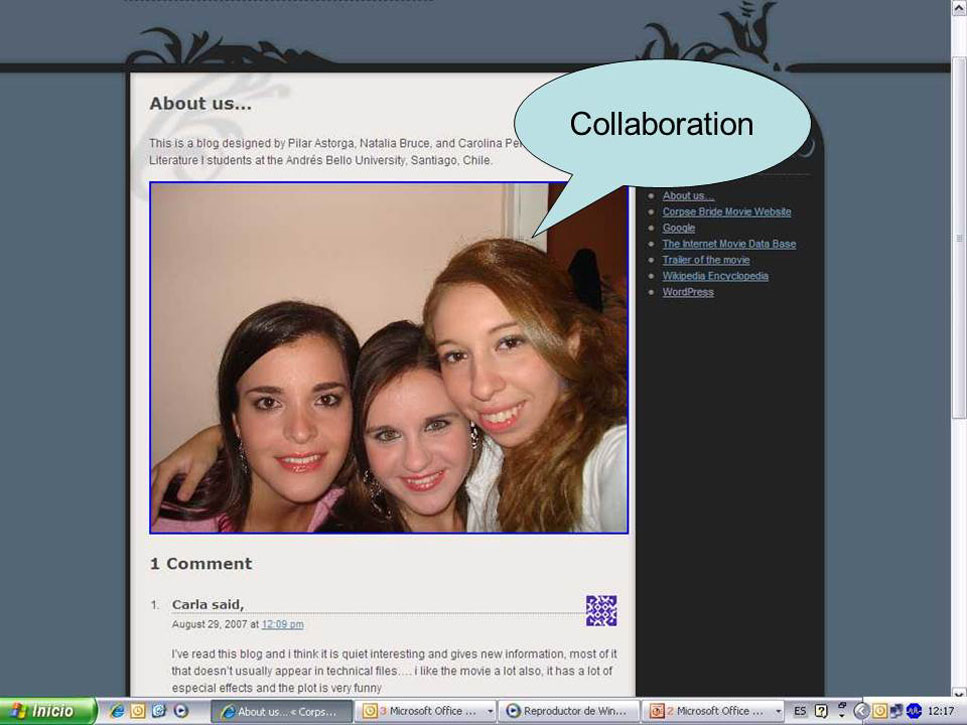 About us...
Collaboration
This is a blog designed by Pilar Astorga, Natalia Bruce, and Carolina
Literature I students at the Andrés Bello University, Santiago, Chile.
About us...
Corpse Bride Movie Website
Google
The Internet Movie Data Base
Trailer of the movie
Wikipedia Encyclopedia
WordPress
1 Comment
1. Carla said,
August 29, 2007 at 12:09 pm
I've read this blog and i think it is quiet interesting and gives new information, most of it
that doesn't usually appear in technical files.... i like the movie a lot also, it has a lot of
especial effects and the plot is very funny
Inicio
About us... « Corps...
3 Microsoft Office ...
Reproductor de Win...
2 Microsoft Office ...
ES
12:17